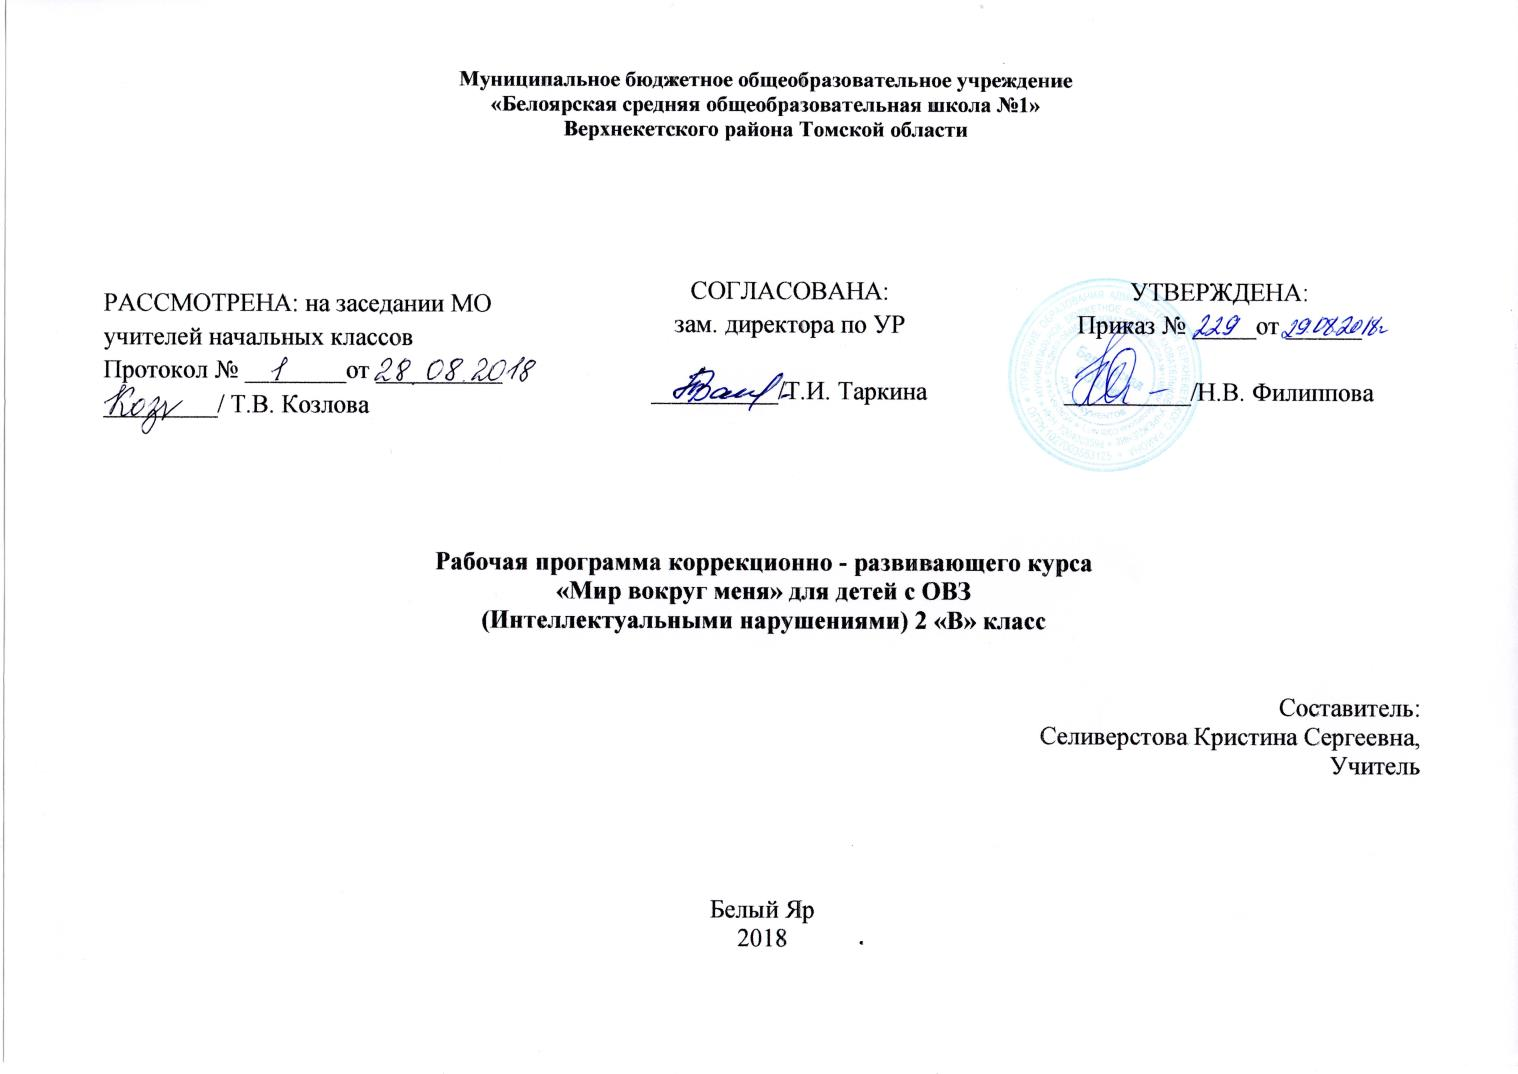 Муниципальное бюджетное общеобразовательное учреждение
«Белоярская средняя общеобразовательная школа №1»
Верхнекетского района Томской области
РАССМОТРЕНА: на заседании МО
учителей начальных классов
Протокол № 1 от 28.08.2018
Козл / Т.В. Козлова
СОГЛАСОВАНА:
зам. директора по УР
/Т.И. Таркина
УТВЕРЖДЕНА:
Приказ № 229 от 29.08.2018г
/Н.В. Филиппова
Рабочая программа коррекционно - развивающего курса
«Мир вокруг меня» для детей с ОВЗ
(Интеллектуальными нарушениями) 2 «В» класс
Составитель:
Селиверстова Кристина Сергеевна,
Учитель
Белый Яр
2018